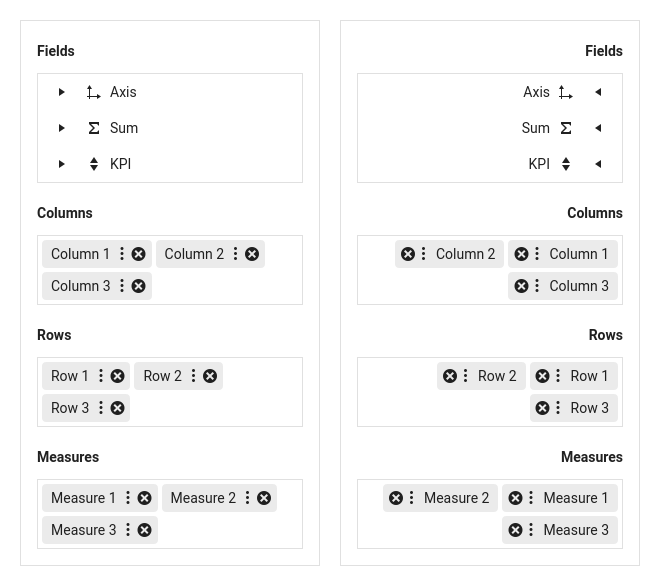 Fields
Axis
Sum
KPI
Columns
Column 1 Column 2
Column 3
Rows
Row 1 Row 2
Row 3
Measures
Measure 1 Measure 2
Measure 3
Fields
Axis
Sum
KPI
Columns
Column 2 Column 1
Column 3
Rows
Row 2 Row 1
Row 3
Measures
Measure 2 Measure 1
Measure 3